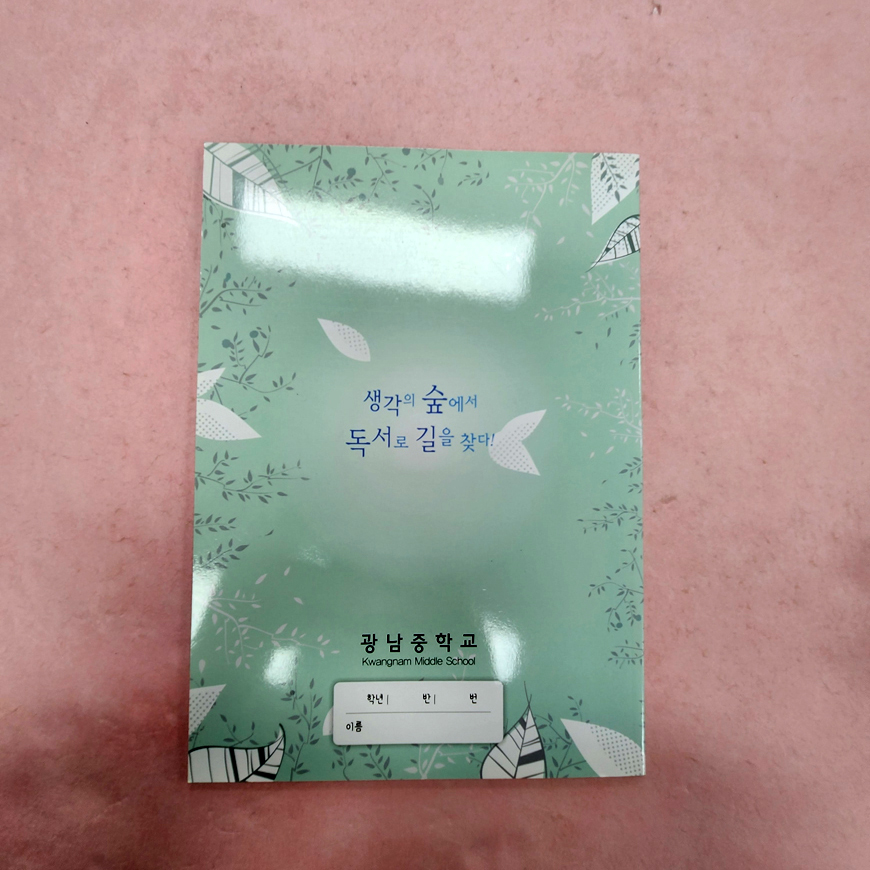 생각의 숲에서
독서로 길을 찾다!
광남중학교
Kwangnam Middle School
학년| 반| 번
이름